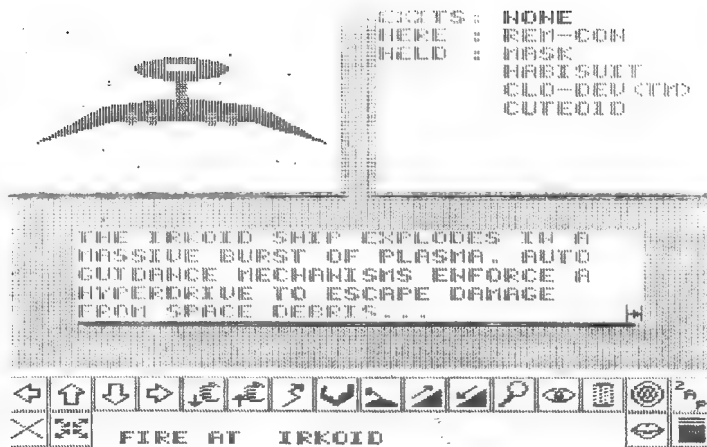 EXITS: NONE
HERE : REM-CON
HELD : MASK
HABISUIT
CLO-DEV(TM)
CUTEOID
THE IRKOID SHIP EXPLODES IN A
MASSIVE BURST OF PLASMA. AUTO
GUIDANCE MECHANISMS ENFORCE A
HYPERDRIVE TO ESCAPE DAMAGE
FROM SPACE DEBRIS...
FIRE AT IRKOID